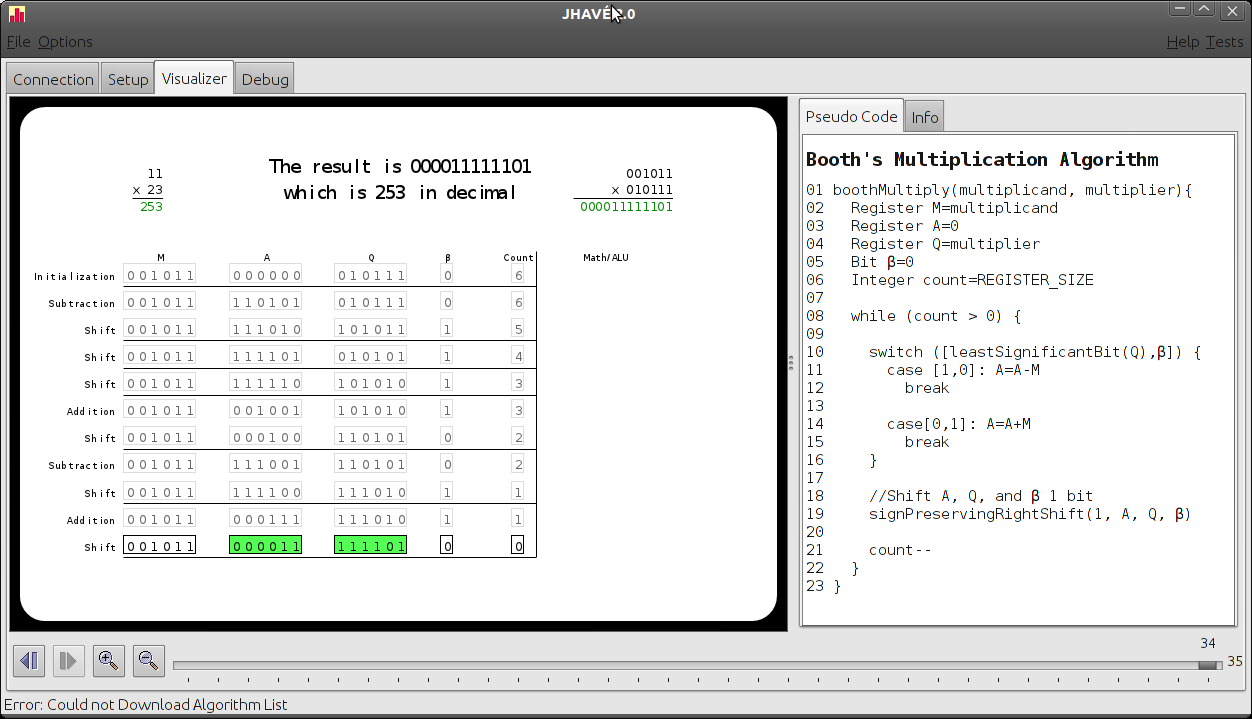 JHAVÉ 2.0
File Options Help Tests
Connection Setup Visualizer Debug
11
x 23
253
The result is 000011111101
which is 253 in decimal
001011
x 010111
000011111101
M A Q β Count Math/ALU
Initialization 001011 000000 010111 0 6
Subtraction 001011 110101 010111 0 6
Shift 001011 111010 101011 1 5
Shift 001011 111101 010101 1 4
Shift 001011 111110 101010 1 3
Addition 001011 001001 101010 1 3
Shift 001011 000100 110101 0 2
Subtraction 001011 111001 110101 0 2
Shift 001011 111100 111010 1 1
Addition 001011 000111 111010 1 1
Shift 001011 000011 111101 0 0
Pseudo Code Info
Booth's Multiplication Algorithm
01 boothMultiply(multiplicand, multiplier){
02 Register M=multiplicand
03 Register A=0
04 Register Q=multiplier
05 Bit β=0
06 Integer count=REGISTER_SIZE
07
08 while (count > 0) {
09
10 switch ([leastSignificantBit(Q),β]) {
11 case [1,0]: A=A-M
12 break
13
14 case[0,1]: A=A+M
15 break
16 }
17
18 //Shift A, Q, and β 1 bit
19 signPreservingRightShift(1, A, Q, β)
20
21 count--
22 }
23 }
34
35
Error: Could not Download Algorithm List